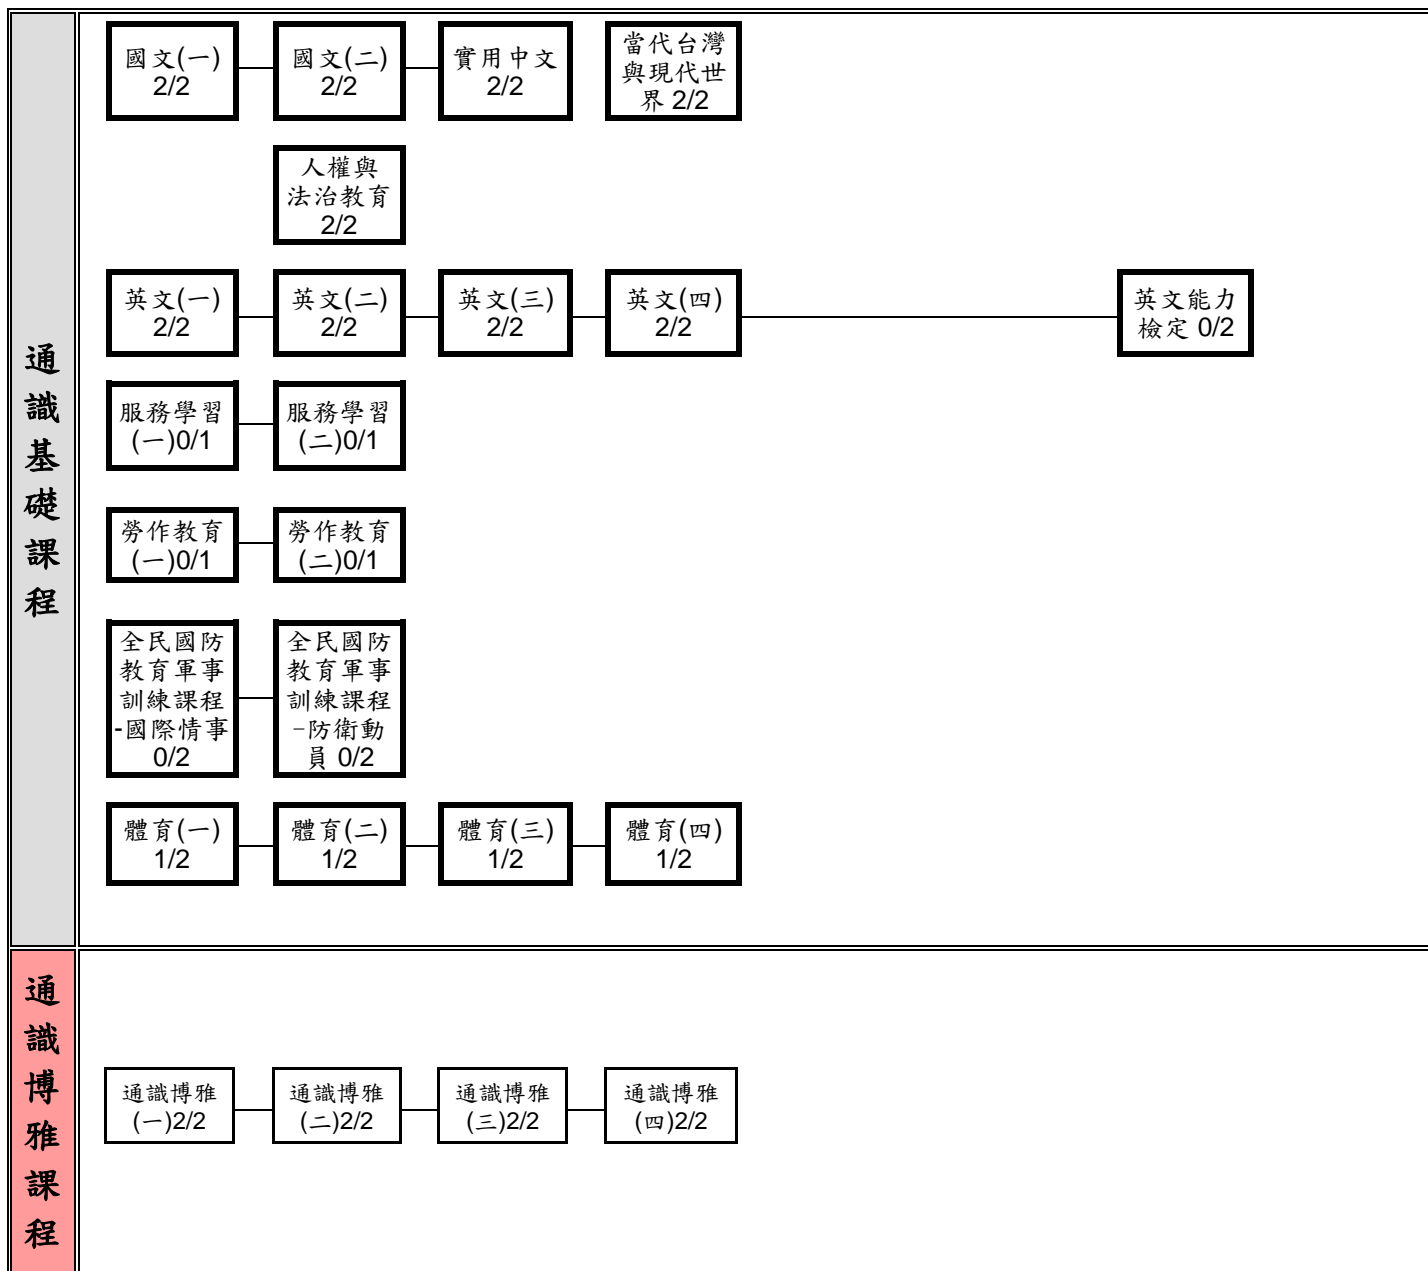 通識基礎課程
國文(一)
2/2
國文(二)
2/2
實用中文
2/2
當代台灣
與現代世
界 2/2
人權與
法治教育
2/2
英文(一)
2/2
英文(二)
2/2
英文(三)
2/2
英文(四)
2/2
英文能力
檢定 0/2
服務學習
(一)0/1
服務學習
(二)0/1
勞作教育
(一)0/1
勞作教育
(二)0/1
全民國防
教育軍事
訓練課程
-國際情事
0/2
全民國防
教育軍事
訓練課程
–防衛動
員 0/2
體育(一)
1/2
體育(二)
1/2
體育(三)
1/2
體育(四)
1/2
通識博雅課程
通識博雅
(一)2/2
通識博雅
(二)2/2
通識博雅
(三)2/2
通識博雅
(四)2/2